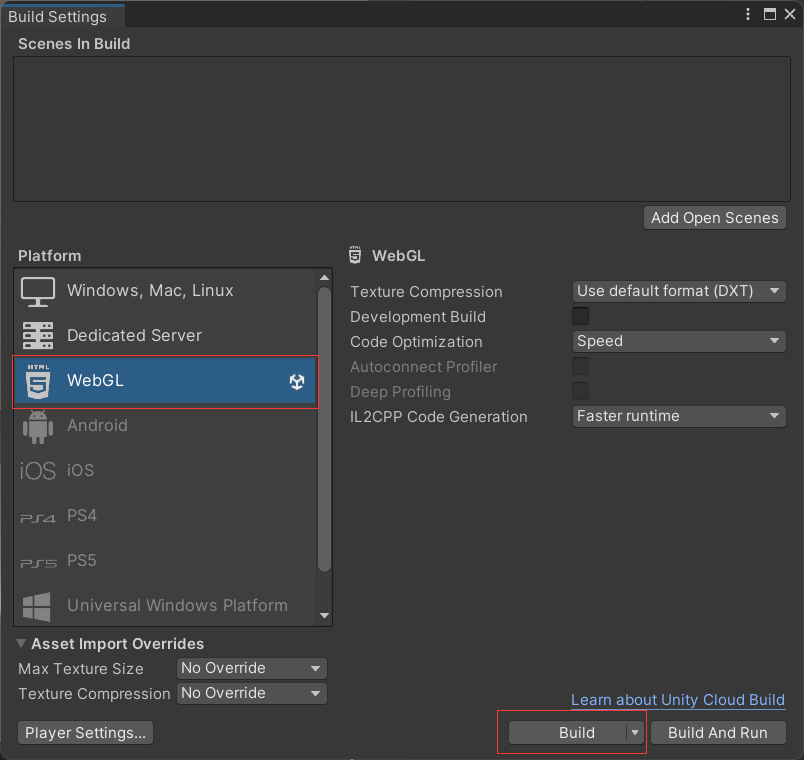 Build Settings
Scenes In Build
Add Open Scenes
Platform
Windows, Mac, Linux
Dedicated Server
HTML
5
WebGL
Android
iOS iOS
PS4 PS4
PS5 PS5
Universal Windows Platform
HTML
5
WebGL
Texture Compression Use default format (DXT)
Development Build
Code Optimization Speed
Autoconnect Profiler
Deep Profiling
IL2CPP Code Generation Faster runtime
Asset Import Overrides
Max Texture Size No Override
Texture Compression No Override
Learn about Unity Cloud Build
Player Settings... Build Build And Run